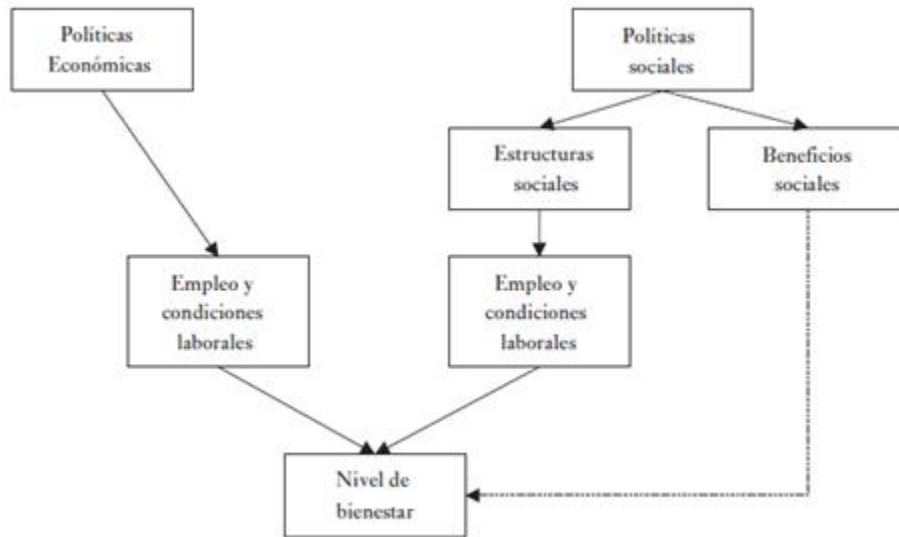 Políticas
Económicas
Políticas
sociales
Estructuras
sociales
Beneficios
sociales
Empleo y
condiciones
laborales
Empleo y
condiciones
laborales
Nivel de
bienestar